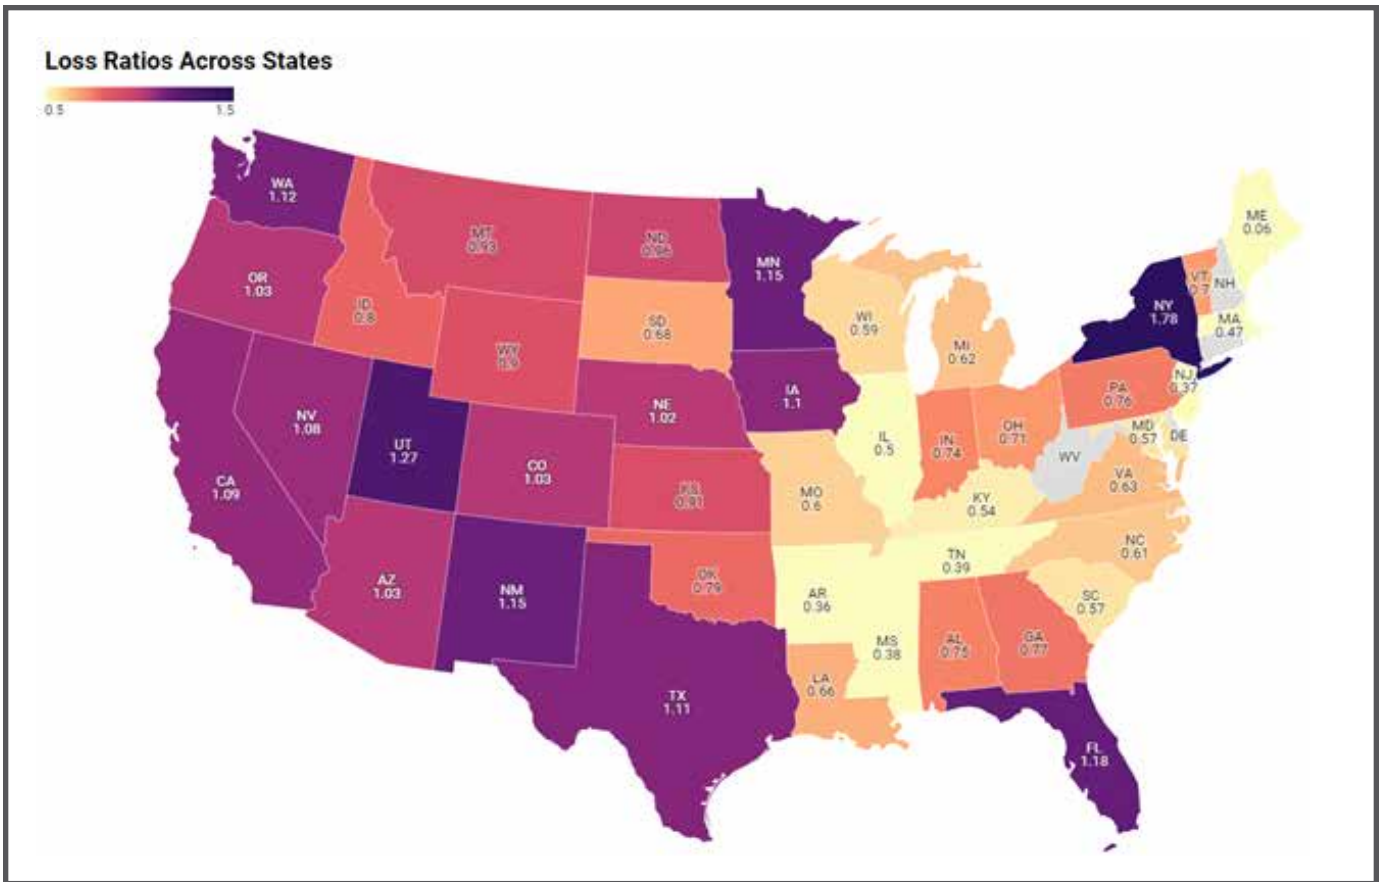 Loss Ratios Across States
0.5 1.5
WA
1.12
OR
1.03
CA
1.09
NV
1.08
ID
0.8
MT
0.93
WY
0.9
UT
1.27
AZ
1.03
CO
1.03
NM
1.15
ND
0.96
SD
0.68
NE
1.02
KS
0.91
OK
0.79
TX
1.11
MN
1.15
IA
1.1
MO
0.6
AR
0.36
LA
0.66
WI
0.59
IL
0.5
MS
0.38
MI
0.62
IN
0.74
OH
0.71
KY
0.54
TN
0.39
AL
0.75
GA
0.77
FL
1.18
SC
0.57
NC
0.61
VA
0.63
WV
MD
0.57
DE
PA
0.76
NJ
0.37
NY
1.78
VT
0.7
NH
MA
0.47
ME
0.06